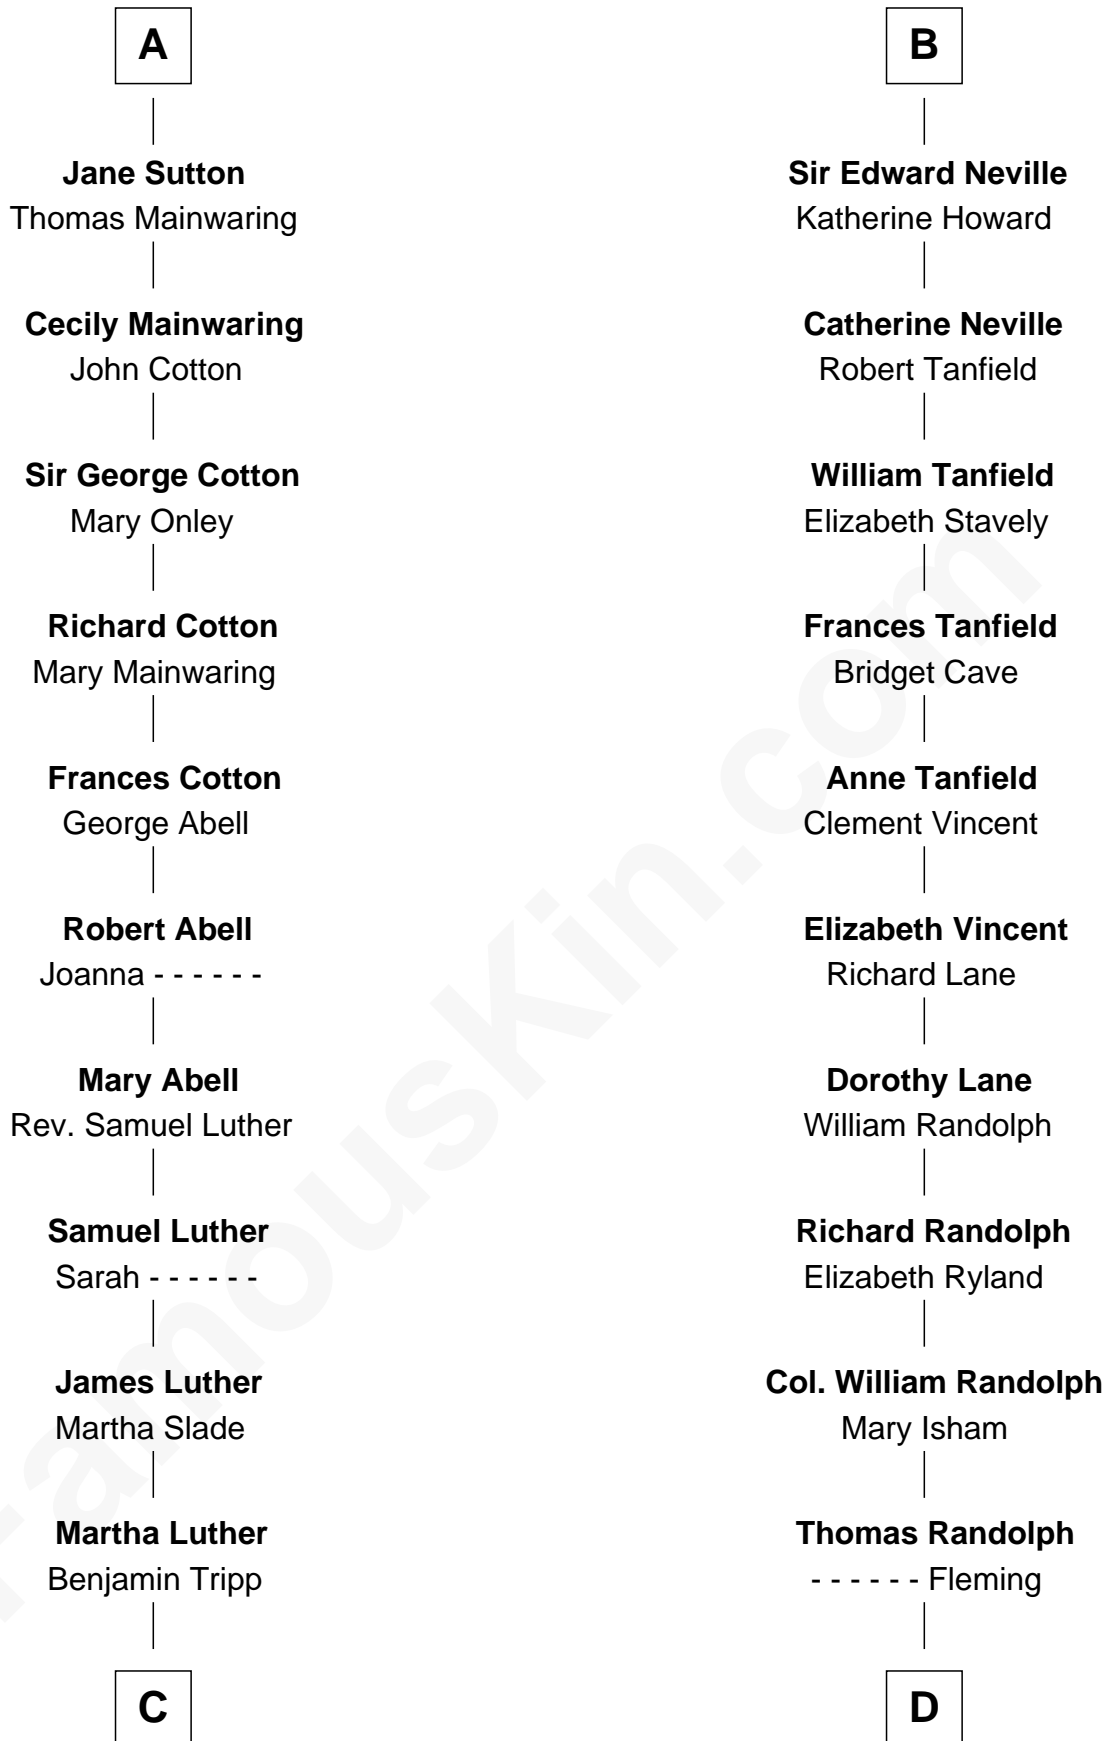 A
Jane Sutton
Thomas Mainwaring
Cecily Mainwaring
John Cotton
Sir George Cotton
Mary Onley
Richard Cotton
Mary Mainwaring
Frances Cotton
George Abell
Robert Abell
Joanna - - - - - -
Mary Abell
Rev. Samuel Luther
Samuel Luther
Sarah - - - - - -
James Luther
Martha Slade
Martha Luther
Benjamin Tripp
C
B
Sir Edward Neville
Katherine Howard
Catherine Neville
Robert Tanfield
William Tanfield
Elizabeth Stavely
Frances Tanfield
Bridget Cave
Anne Tanfield
Clement Vincent
Elizabeth Vincent
Richard Lane
Dorothy Lane
William Randolph
Richard Randolph
Elizabeth Ryland
Col. William Randolph
Mary Isham
Thomas Randolph
- - - - - - Fleming
D
FamousKin.com